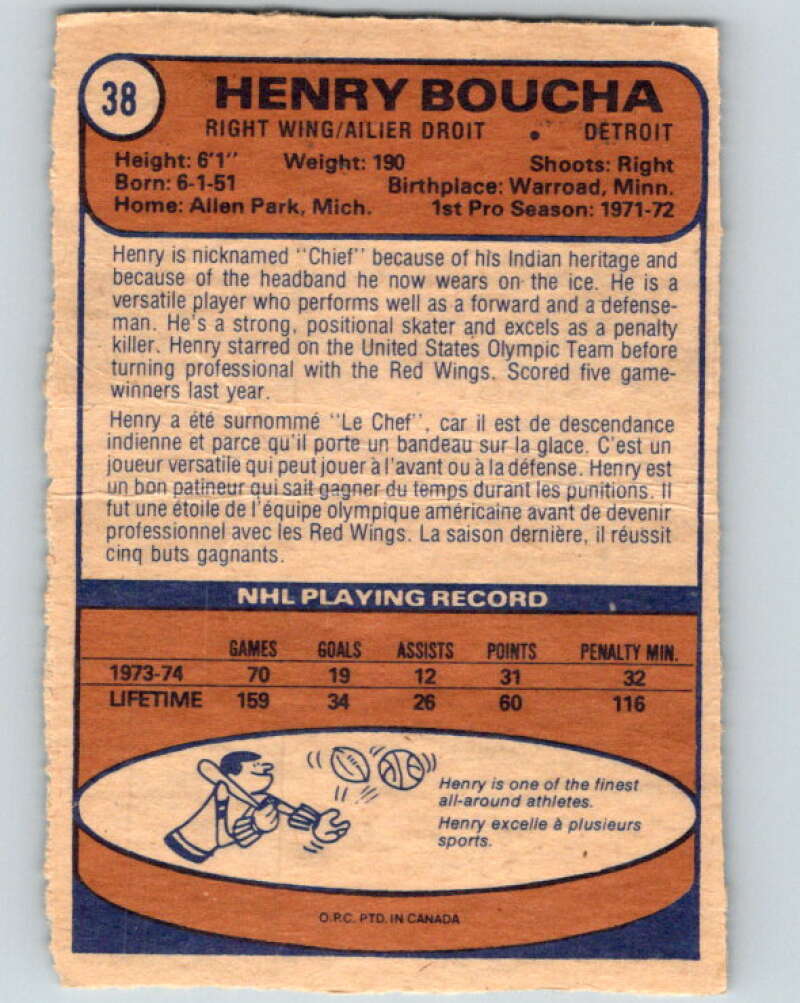 38
HENRY BOUCHA
RIGHT WING/AILIER DROIT • DETROIT
Height: 6'1" Weight: 190 Shoots: Right
Born: 6-1-51 Birthplace: Warroad, Minn.
Home: Allen Park, Mich. 1st Pro Season: 1971-72
Henry is nicknamed "Chief" because of his Indian heritage and
because of the headband he now wears on the ice. He is a
versatile player who performs well as a forward and a defense-
man. He's a strong, positional skater and excels as a penalty
killer. Henry starred on the United States Olympic Team before
turning professional with the Red Wings. Scored five game-
winners last year.
Henry a été surnommé "Le Chef", car il est de descendance
indienne et parce qu'il porte un bandeau sur la glace. C'est un
joueur versatile qui peut jouer à l'avant ou à la défense. Henry est
un bon patineur qui sait gagner du temps durant les punitions. Il
fut une étoile de l'équipe olympique américaine avant de devenir
professionnel avec les Red Wings. La saison dernière, il réussit
cinq buts gagnants.
NHL PLAYING RECORD
GAMES GOALS ASSISTS POINTS PENALTY MIN.
1973-74 70 19 12 31 32
LIFETIME 159 34 26 60 116
Henry is one of the finest
all-around athletes.
Henry excelle à plusieurs
sports.
O.P.C. PTD. IN CANADA